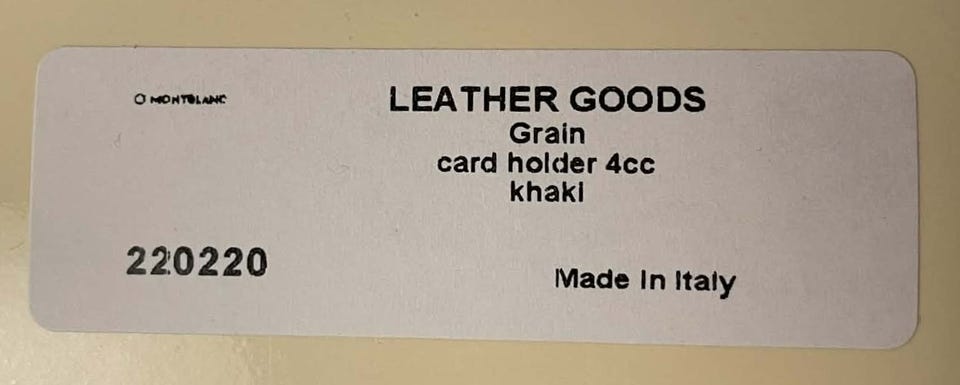 MONTBLANC
LEATHER GOODS
Grain
card holder 4cc
khaki
220220
Made In Italy